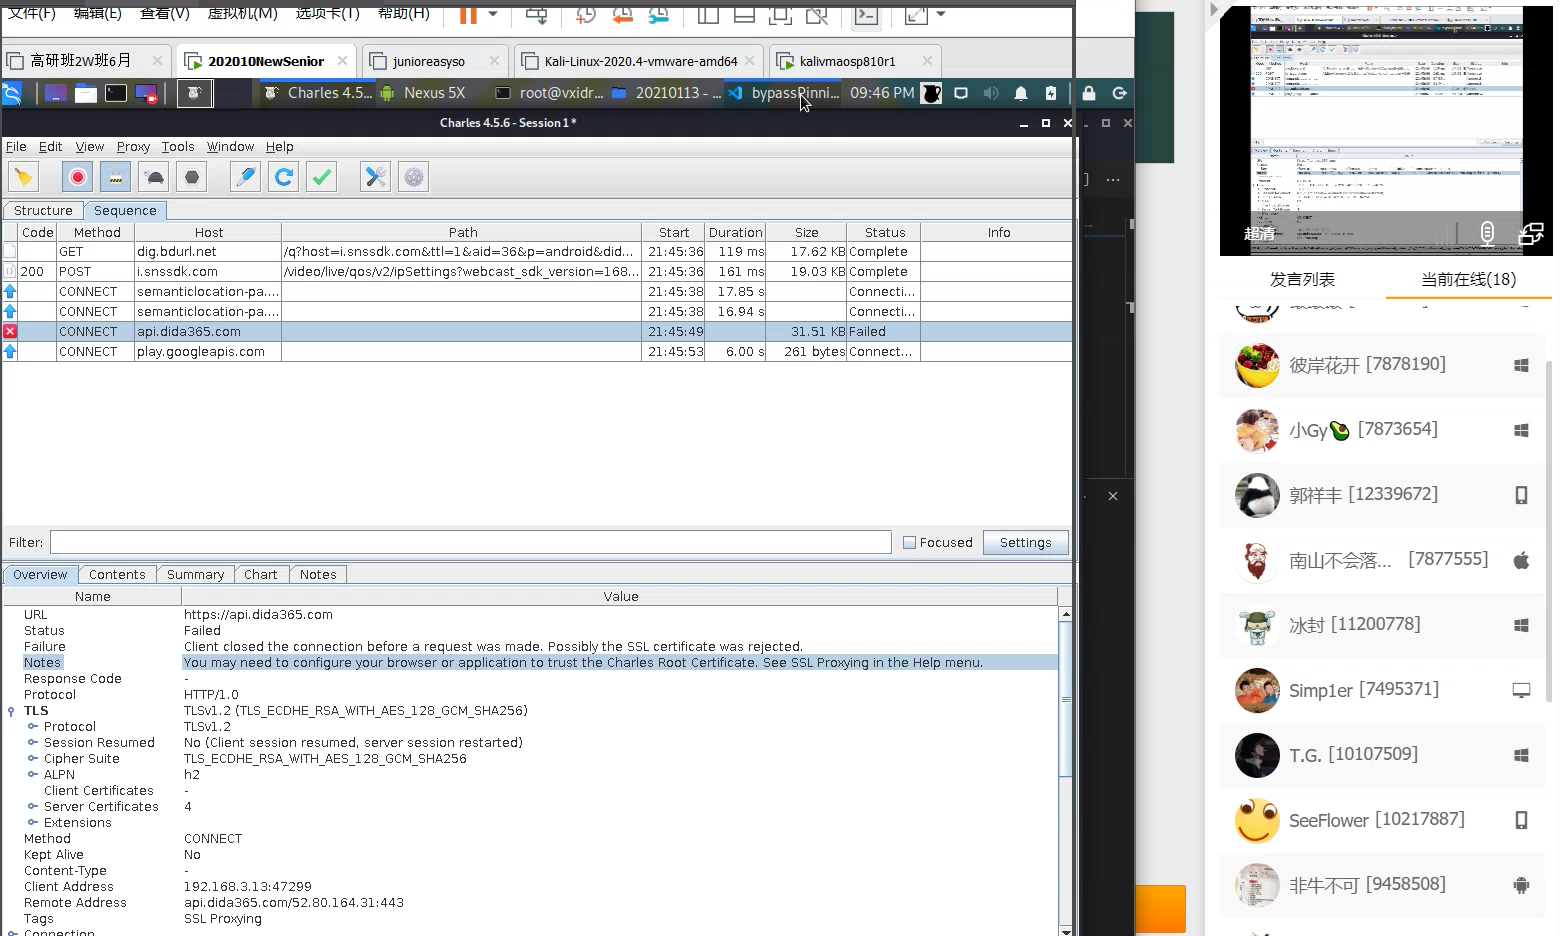 文件(F) 编辑(E) 查看(V) 虚拟机(M) 选项卡(T) 帮助(H)
高研班2W班6月 202010NewSenior junioreasyso Kali-Linux-2020.4-vmware-amd64 kalivmaosp810r1
Charles 4.5... Nexus 5X root@vxidr... 20210113 - ... bypassPinni... 09:46 PM
Charles 4.5.6 - Session 1 *
File Edit View Proxy Tools Window Help
Structure Sequence
Code Method Host Path Start Duration Size Status Info
GET dig.bdurl.net /q?host=i.snssdk.com&ttl=1&aid=36&p=android&did... 21:45:36 119 ms 17.62 KB Complete
200 POST i.snssdk.com /video/live/qos/v2/ipSettings?webcast_sdk_version=168... 21:45:36 161 ms 19.03 KB Complete
CONNECT semanticlocation-pa.... 21:45:38 17.85 s Connecti...
CONNECT semanticlocation-pa.... 21:45:38 16.94 s Connecti...
CONNECT api.dida365.com 21:45:49 31.51 KB Failed
CONNECT play.googleapis.com 21:45:53 6.00 s 261 bytes Connect...
Filter: Focused Settings
Overview Contents Summary Chart Notes
Name Value
URL https://api.dida365.com
Status Failed
Failure Client closed the connection before a request was made. Possibly the SSL certificate was rejected.
Notes You may need to configure your browser or application to trust the Charles Root Certificate. See SSL Proxying in the Help menu.
Response Code -
Protocol HTTP/1.0
TLS TLSv1.2 (TLS_ECDHE_RSA_WITH_AES_128_GCM_SHA256)
Protocol TLSv1.2
Session Resumed No (Client session resumed, server session restarted)
Cipher Suite TLS_ECDHE_RSA_WITH_AES_128_GCM_SHA256
ALPN h2
Client Certificates -
Server Certificates 4
Extensions
Method CONNECT
Kept Alive No
Content-Type -
Client Address 192.168.3.13:47299
Remote Address api.dida365.com/52.80.164.31:443
Tags SSL Proxying
Connection
超清
发言列表 当前在线(18)
彼岸花开 [7878190]
小Gy🥑 [7873654]
郭祥丰 [12339672]
南山不会落... [7877555]
冰封 [11200778]
Simp1er [7495371]
T.G. [10107509]
SeeFlower [10217887]
非牛不可 [9458508]